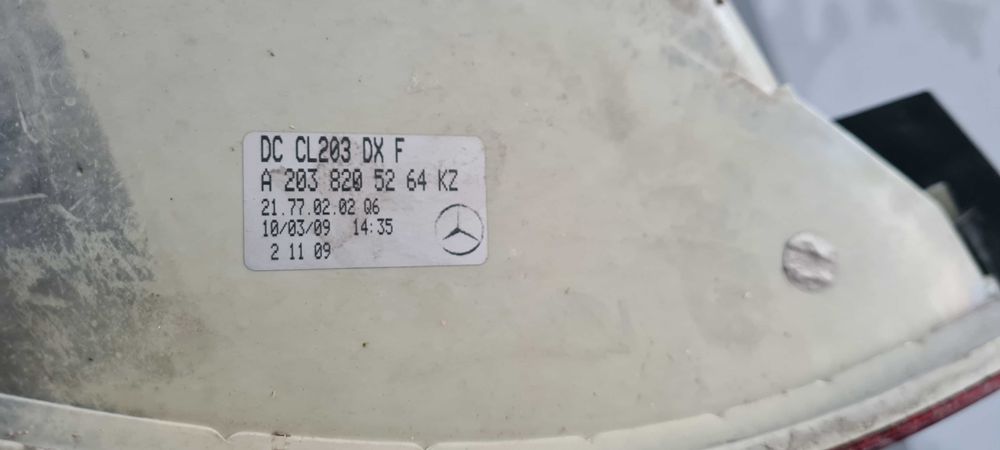 DC CL203 DX F
A 203 820 52 64 KZ
21.77.02.02 Q6
10/03/09 14:35
2 11 09